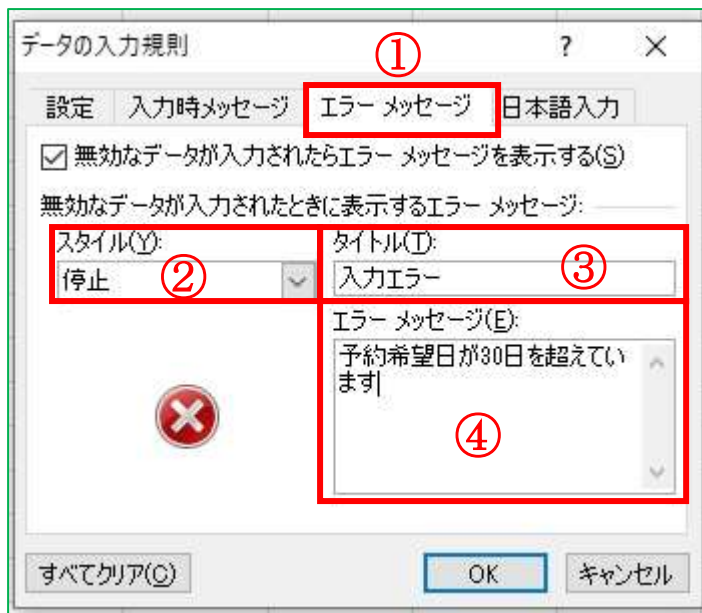 データの入力規則 ? ×
①
設定 入力時メッセージ エラー メッセージ 日本語入力
無効なデータが入力されたらエラー メッセージを表示する(S)
無効なデータが入力されたときに表示するエラー メッセージ:
スタイル(Y): タイトル(T):
停止 ② 入力エラー ③
エラー メッセージ(E):
予約希望日が30日を超えてい
ます
④
すべてクリア(C) OK キャンセル